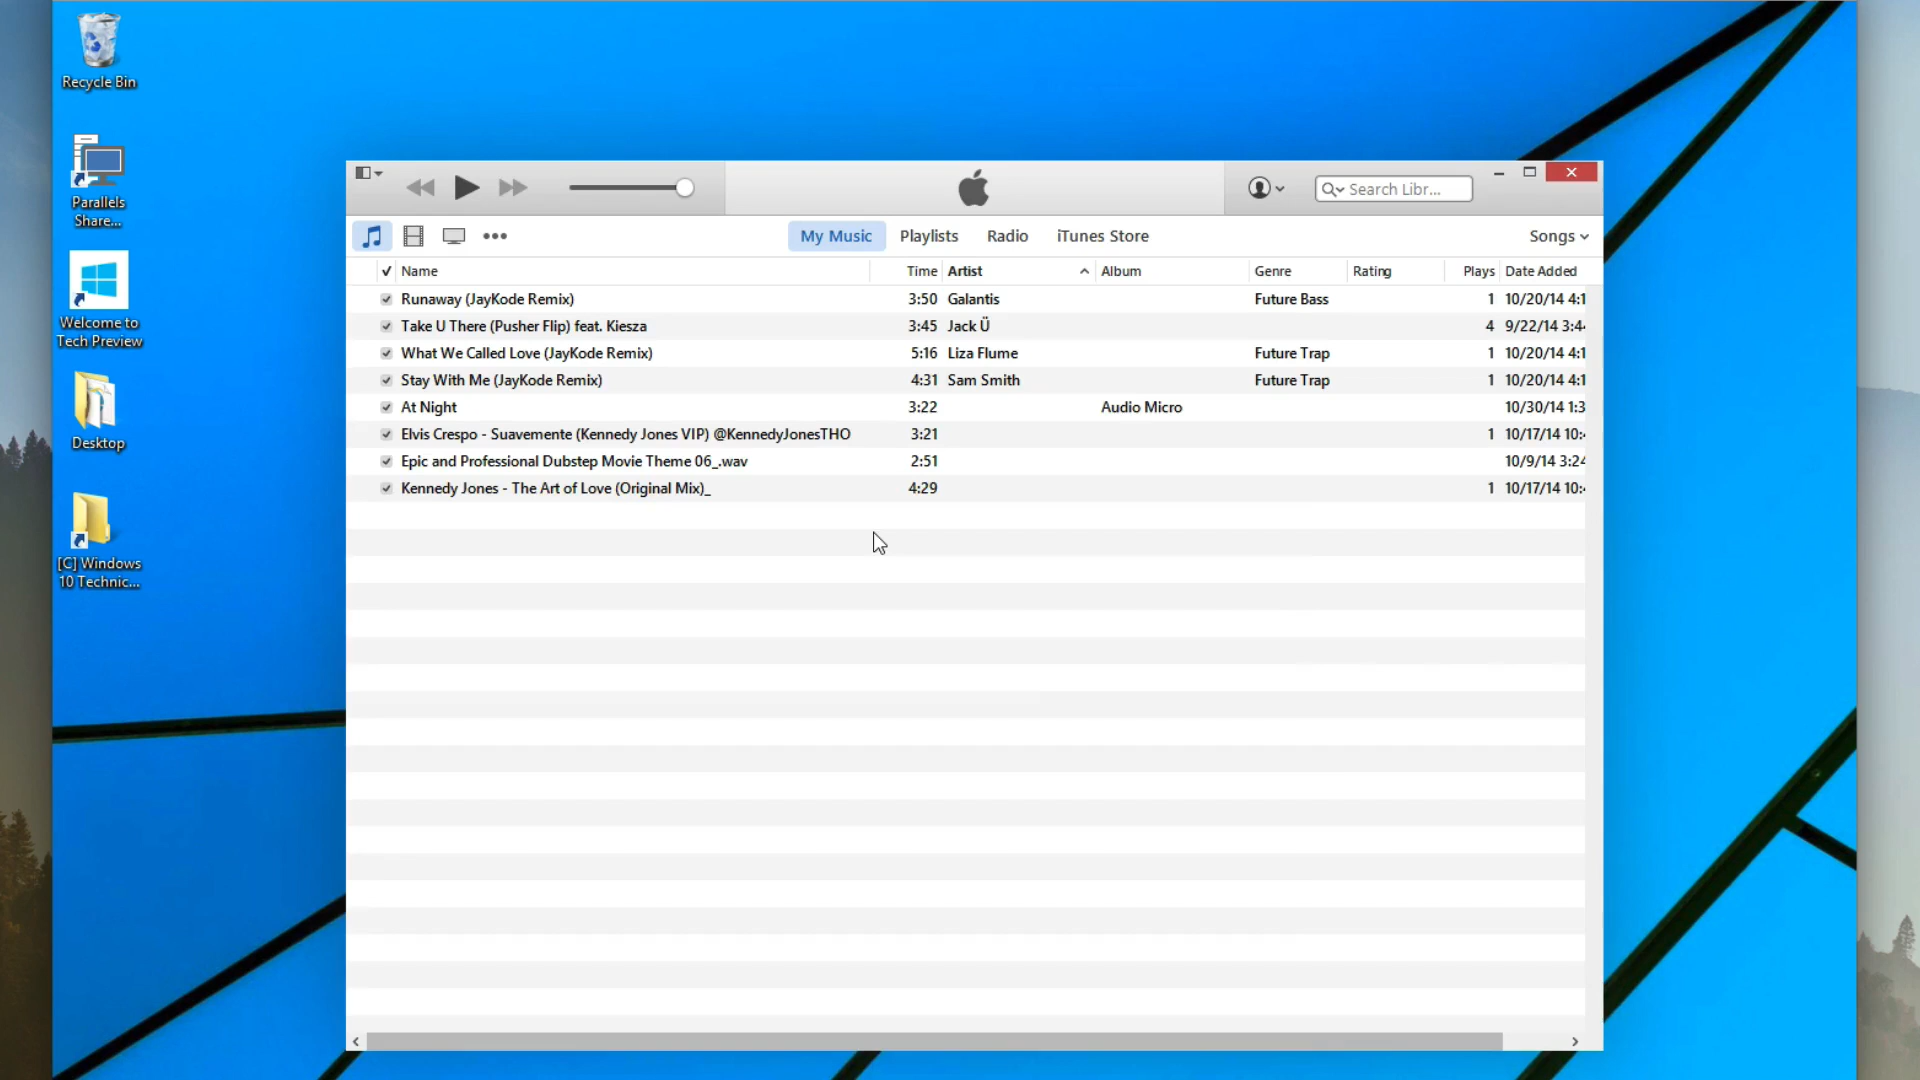 Recycle Bin
Parallels
Share...
Welcome to
Tech Preview
Desktop
[C] Windows
10 Technic...
Search Libr...
My Music Playlists Radio iTunes Store Songs
Name Time Artist Album Genre Rating Plays Date Added
Runaway (JayKode Remix) 3:50 Galantis Future Bass 1 10/20/14 4:1
Take U There (Pusher Flip) feat. Kiesza 3:45 Jack Ü 4 9/22/14 3:4
What We Called Love (JayKode Remix) 5:16 Liza Flume Future Trap 1 10/20/14 4:1
Stay With Me (JayKode Remix) 4:31 Sam Smith Future Trap 1 10/20/14 4:1
At Night 3:22 Audio Micro 10/30/14 1:3
Elvis Crespo - Suavemente (Kennedy Jones VIP) @KennedyJonesTHO 3:21 1 10/17/14 10:
Epic and Professional Dubstep Movie Theme 06_.wav 2:51 10/9/14 3:24
Kennedy Jones - The Art of Love (Original Mix)_ 4:29 1 10/17/14 10: